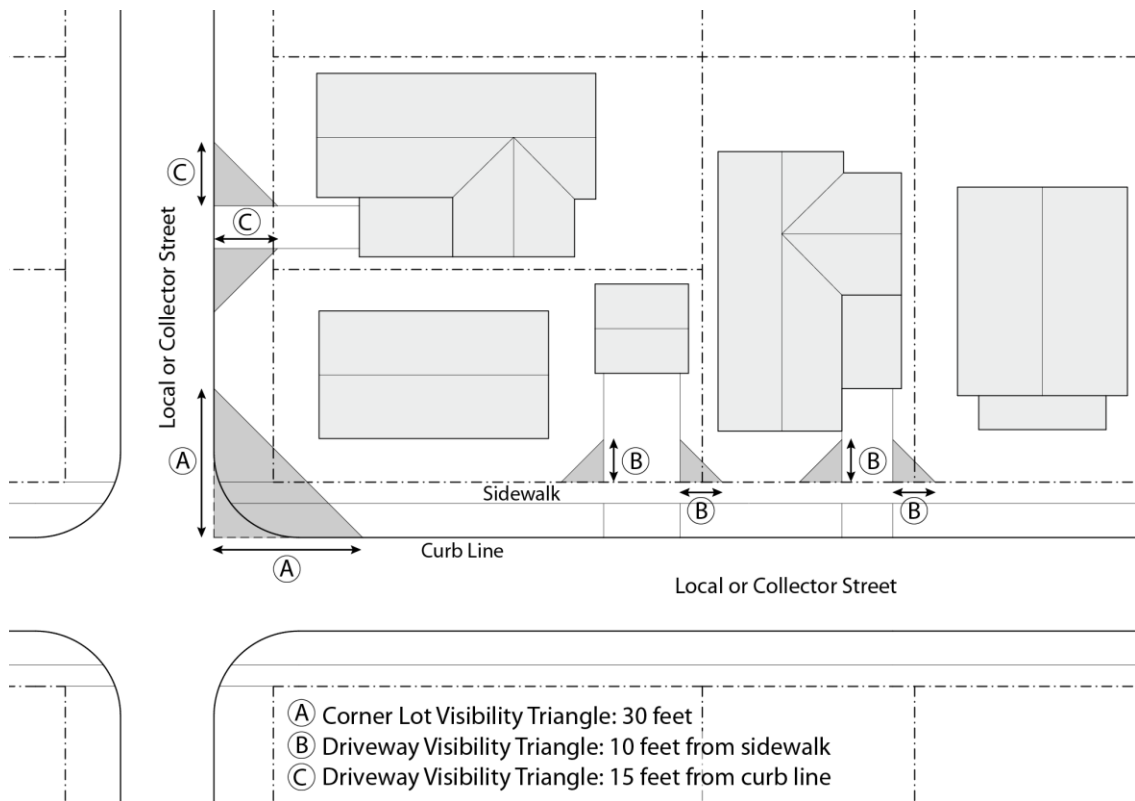 Ⓒ
Ⓒ
Local or Collector Street
Ⓐ
Ⓑ
Ⓑ
Sidewalk
Ⓑ
Ⓑ
Curb Line
Ⓐ
Local or Collector Street
Ⓐ Corner Lot Visibility Triangle: 30 feet
Ⓑ Driveway Visibility Triangle: 10 feet from sidewalk
Ⓒ Driveway Visibility Triangle: 15 feet from curb line